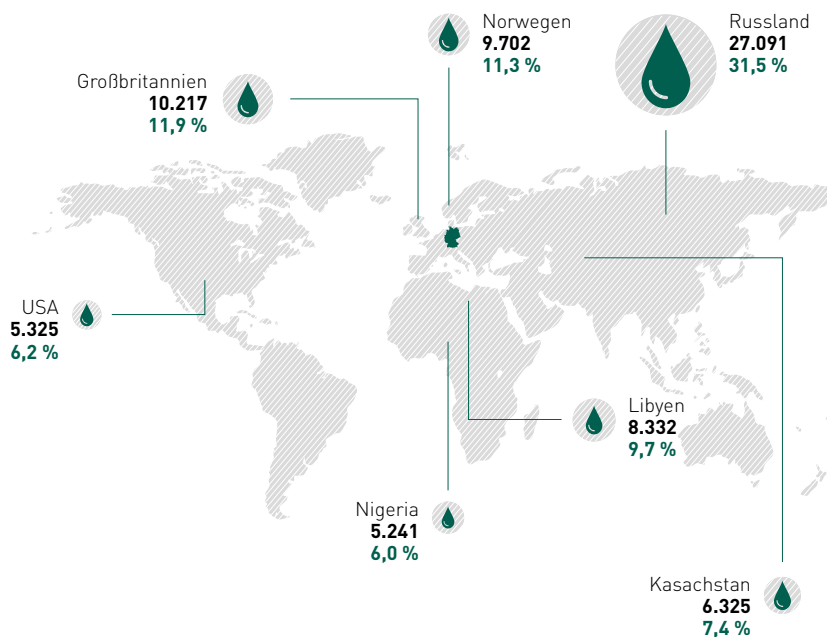 Norwegen
9.702
11,3 %
Russland
27.091
31,5 %
Großbritannien
10.217
11,9 %
USA
5.325
6,2 %
Libyen
8.332
9,7 %
Nigeria
5.241
6,0 %
Kasachstan
6.325
7,4 %